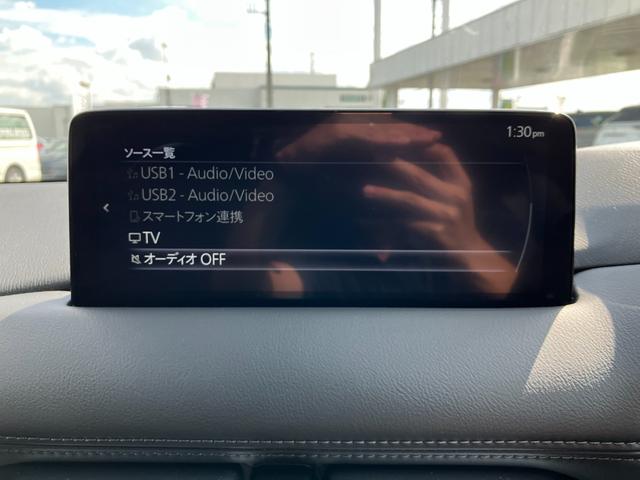 1:30pm
ソース一覧
USB1 - Audio/Video
USB2 - Audio/Video
スマートフォン連携
TV
オーディオ OFF